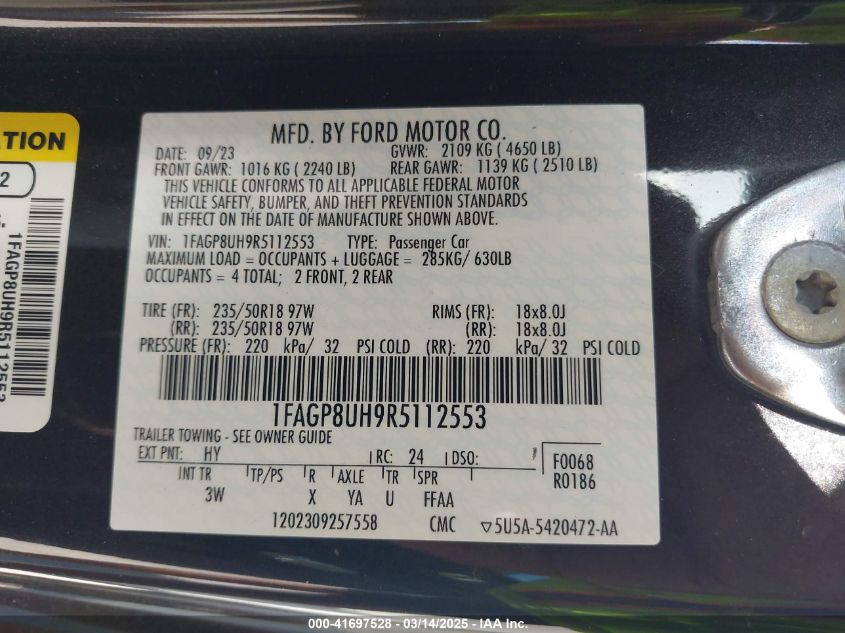 ATION
2
1FAGP8UH9R5112553
MFD. BY FORD MOTOR CO.
DATE: 09/23 GVWR: 2109 KG ( 4650 LB)
FRONT GAWR: 1016 KG ( 2240 LB) REAR GAWR: 1139 KG ( 2510 LB)
THIS VEHICLE CONFORMS TO ALL APPLICABLE FEDERAL MOTOR
VEHICLE SAFETY, BUMPER, AND THEFT PREVENTION STANDARDS
IN EFFECT ON THE DATE OF MANUFACTURE SHOWN ABOVE.
VIN: 1FAGP8UH9R5112553 TYPE: Passenger Car
MAXIMUM LOAD = OCCUPANTS + LUGGAGE = 285KG/ 630LB
OCCUPANTS = 4 TOTAL; 2 FRONT, 2 REAR
TIRE (FR): 235/50R18 97W RIMS (FR): 18x8.0J
(RR): 235/50R18 97W (RR): 18x8.0J
PRESSURE (FR): 220 kPa/ 32 PSI COLD (RR): 220 kPa/ 32 PSI COLD
1FAGP8UH9R5112553
TRAILER TOWING - SEE OWNER GUIDE
EXT PNT: HY RC: 24 DSO: F0068
INT TR TP/PS R AXLE TR SPR R0186
3W X YA U FFAA
1202309257558 CMC ▽5U5A-5420472-AA
000-41697528 - 03/14/2025 - IAA Inc.